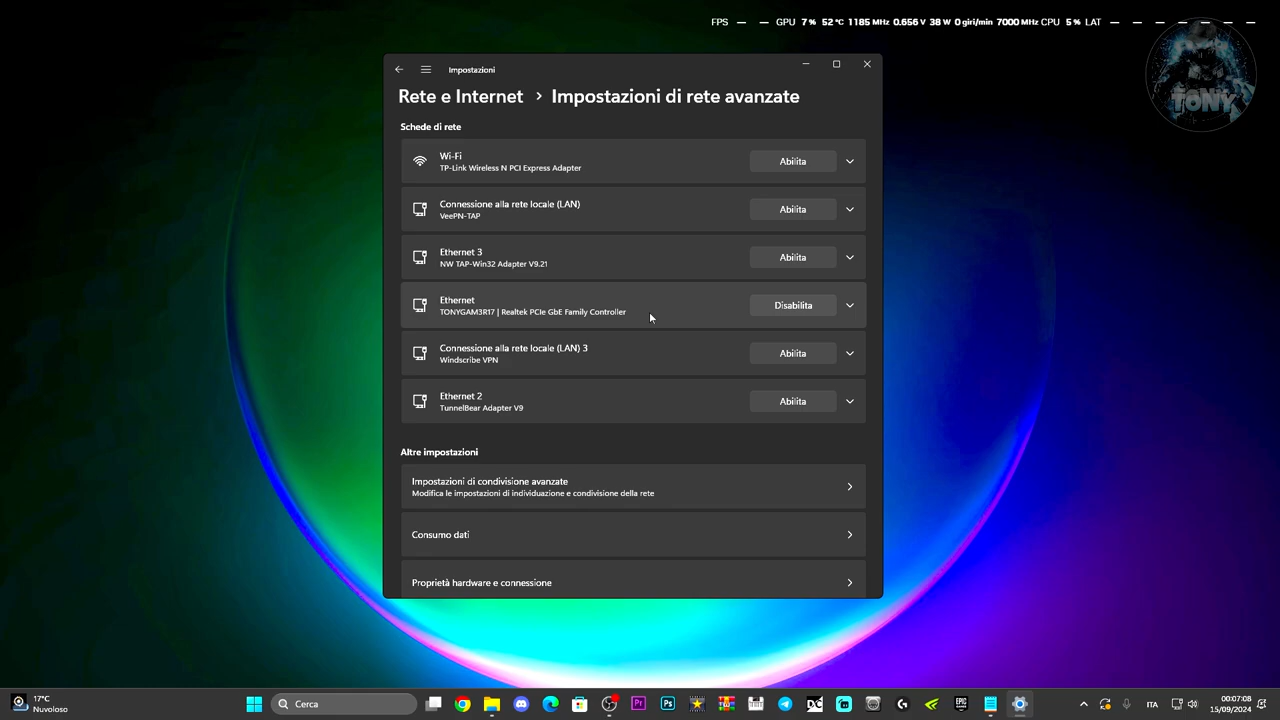 FPS — — GPU 7 % 52 °C 1185 MHz 0.656 V 38 W 0 giri/min 7000 MHz CPU 5 % LAT — — — — — — —
TONY
Impostazioni
Rete e Internet > Impostazioni di rete avanzate
Schede di rete
Wi-Fi
TP-Link Wireless N PCI Express Adapter
Abilita
Connessione alla rete locale (LAN)
VeePN-TAP
Abilita
Ethernet 3
NW TAP-Win32 Adapter V9.21
Abilita
Ethernet
TONYGAM3R17 | Realtek PCIe GbE Family Controller
Disabilita
Connessione alla rete locale (LAN) 3
Windscribe VPN
Abilita
Ethernet 2
TunnelBear Adapter V9
Abilita
Altre impostazioni
Impostazioni di condivisione avanzate
Modifica le impostazioni di individuazione e condivisione della rete
Consumo dati
Proprietà hardware e connessione
17°C
Nuvoloso
Cerca
Pr
Ps
DC
EPIC
ITA
00:07:08
15/09/2024